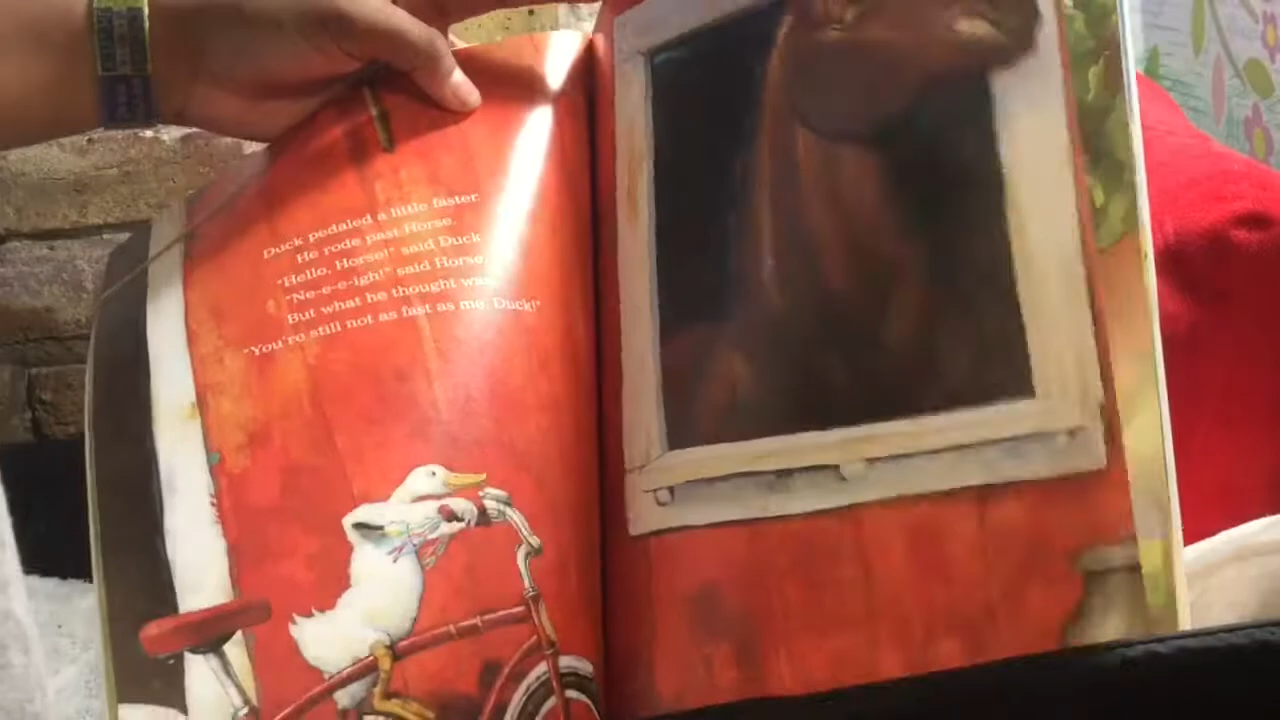 Duck pedaled a little faster.
He rode past Horse.
"Hello, Horse!" said Duck
"Ne-e-e-igh!" said Horse.
But what he thought was
"You're still not as fast as me, Duck!"